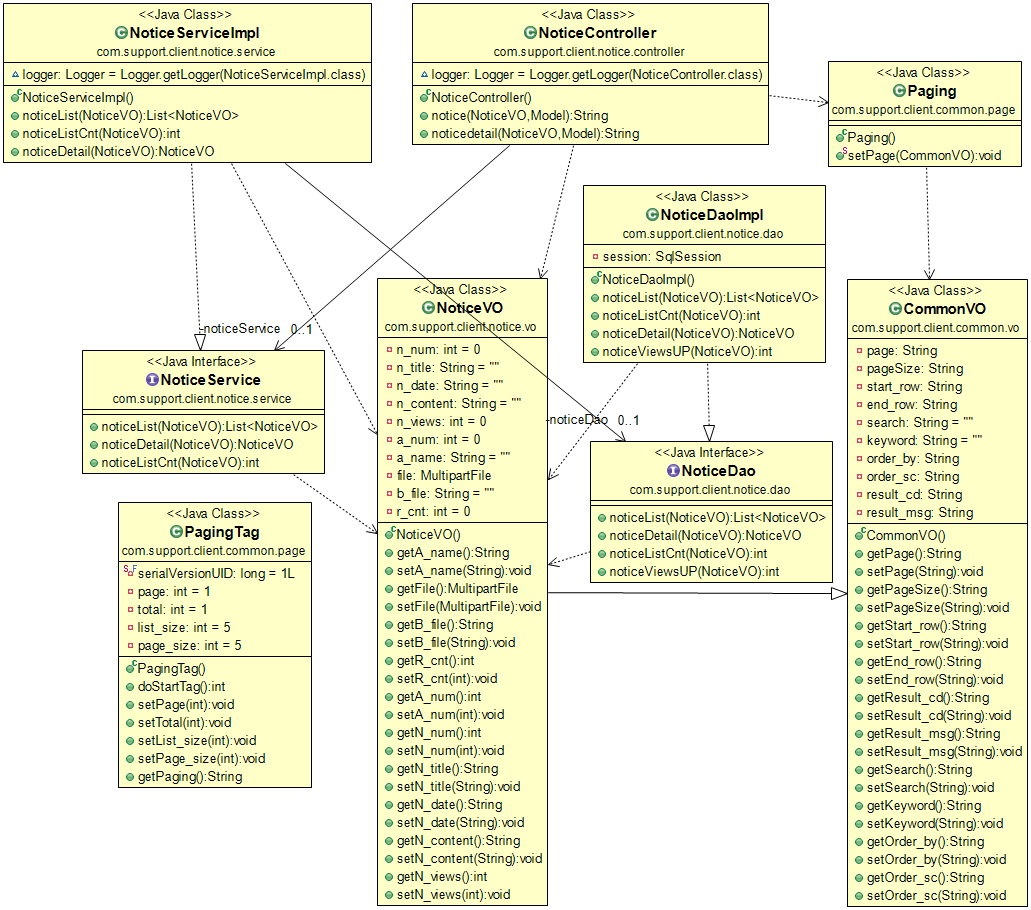 <<Java Class>>
NoticeServiceImpl
com.support.client.notice.service
logger: Logger = Logger.getLogger(NoticeServiceImpl.class)
NoticeServiceImpl()
noticeList(NoticeVO):List<NoticeVO>
noticeListCnt(NoticeVO):int
noticeDetail(NoticeVO):NoticeVO
<<Java Class>>
NoticeController
com.support.client.notice.controller
logger: Logger = Logger.getLogger(NoticeController.class)
NoticeController()
notice(NoticeVO,Model):String
noticedetail(NoticeVO,Model):String
<<Java Class>>
Paging
com.support.client.common.page
Paging()
setPage(CommonVO):void
<<Java Class>>
NoticeDaoImpl
com.support.client.notice.dao
session: SqlSession
NoticeDaoImpl()
noticeList(NoticeVO):List<NoticeVO>
noticeListCnt(NoticeVO):int
noticeDetail(NoticeVO):NoticeVO
noticeViewsUP(NoticeVO):int
-noticeService 0..1
<<Java Interface>>
NoticeService
com.support.client.notice.service
noticeList(NoticeVO):List<NoticeVO>
noticeDetail(NoticeVO):NoticeVO
noticeListCnt(NoticeVO):int
<<Java Class>>
NoticeVO
com.support.client.notice.vo
n_num: int = 0
n_title: String = ""
n_date: String = ""
n_content: String = ""
n_views: int = 0
a_num: int = 0
a_name: String = ""
file: MultipartFile
b_file: String = ""
r_cnt: int = 0
NoticeVO()
getA_name():String
setA_name(String):void
getFile():MultipartFile
setFile(MultipartFile):void
getB_file():String
setB_file(String):void
getR_cnt():int
setR_cnt(int):void
getA_num():int
setA_num(int):void
getN_num():int
setN_num(int):void
getN_title():String
setN_title(String):void
getN_date():String
setN_date(String):void
getN_content():String
setN_content(String):void
getN_views():int
setN_views(int):void
-noticeDao 0..1
<<Java Interface>>
NoticeDao
com.support.client.notice.dao
noticeList(NoticeVO):List<NoticeVO>
noticeDetail(NoticeVO):NoticeVO
noticeListCnt(NoticeVO):int
noticeViewsUP(NoticeVO):int
<<Java Class>>
CommonVO
com.support.client.common.vo
page: String
pageSize: String
start_row: String
end_row: String
search: String = ""
keyword: String = ""
order_by: String
order_sc: String
result_cd: String
result_msg: String
CommonVO()
getPage():String
setPage(String):void
getPageSize():String
setPageSize(String):void
getStart_row():String
setStart_row(String):void
getEnd_row():String
setEnd_row(String):void
getResult_cd():String
setResult_cd(String):void
getResult_msg():String
setResult_msg(String):void
getSearch():String
setSearch(String):void
getKeyword():String
setKeyword(String):void
getOrder_by():String
setOrder_by(String):void
getOrder_sc():String
setOrder_sc(String):void
<<Java Class>>
PagingTag
com.support.client.common.page
serialVersionUID: long = 1L
page: int = 1
total: int = 1
list_size: int = 5
page_size: int = 5
PagingTag()
doStartTag():int
setPage(int):void
setTotal(int):void
setList_size(int):void
setPage_size(int):void
getPaging():String